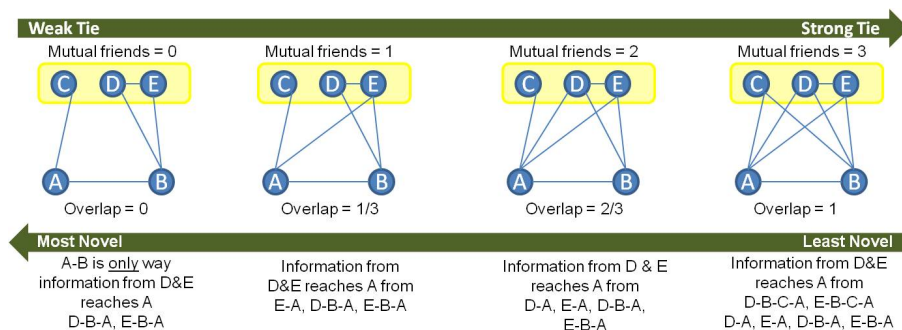 Weak Tie
Strong Tie
Mutual friends = 0
Mutual friends = 1
Mutual friends = 2
Mutual friends = 3
C D E
C D E
C D E
C D E
A B
A B
A B
A B
Overlap = 0
Overlap = 1/3
Overlap = 2/3
Overlap = 1
Most Novel
Least Novel
A-B is only way
information from D&E
reaches A
D-B-A, E-B-A
Information from
D&E reaches A from
E-A, D-B-A, E-B-A
Information from D & E
reaches A from
D-A, E-A, D-B-A,
E-B-A
Information from D&E
reaches A from
D-B-C-A, E-B-C-A
D-A, E-A, D-B-A, E-B-A